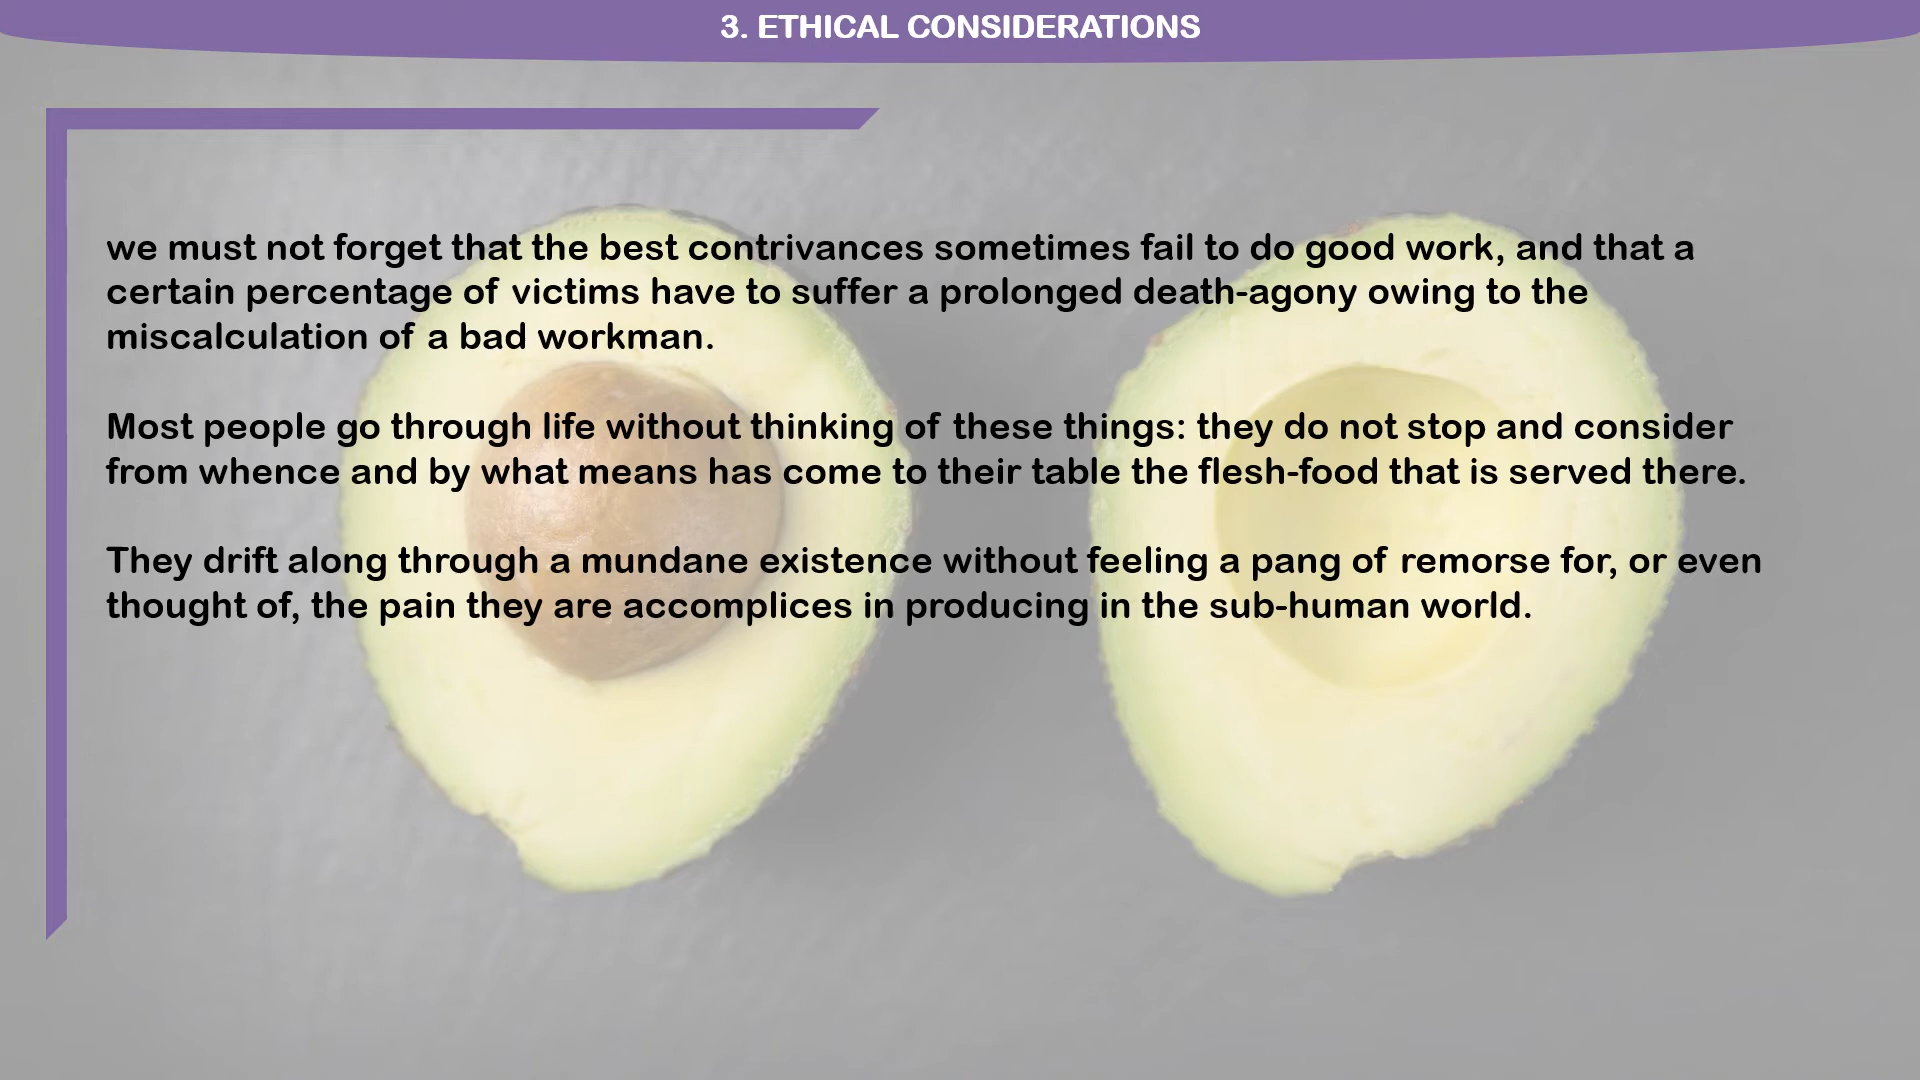 3. ETHICAL CONSIDERATIONS
we must not forget that the best contrivances sometimes fail to do good work, and that a
certain percentage of victims have to suffer a prolonged death-agony owing to the
miscalculation of a bad workman.
Most people go through life without thinking of these things: they do not stop and consider
from whence and by what means has come to their table the flesh-food that is served there.
They drift along through a mundane existence without feeling a pang of remorse for, or even
thought of, the pain they are accomplices in producing in the sub-human world.